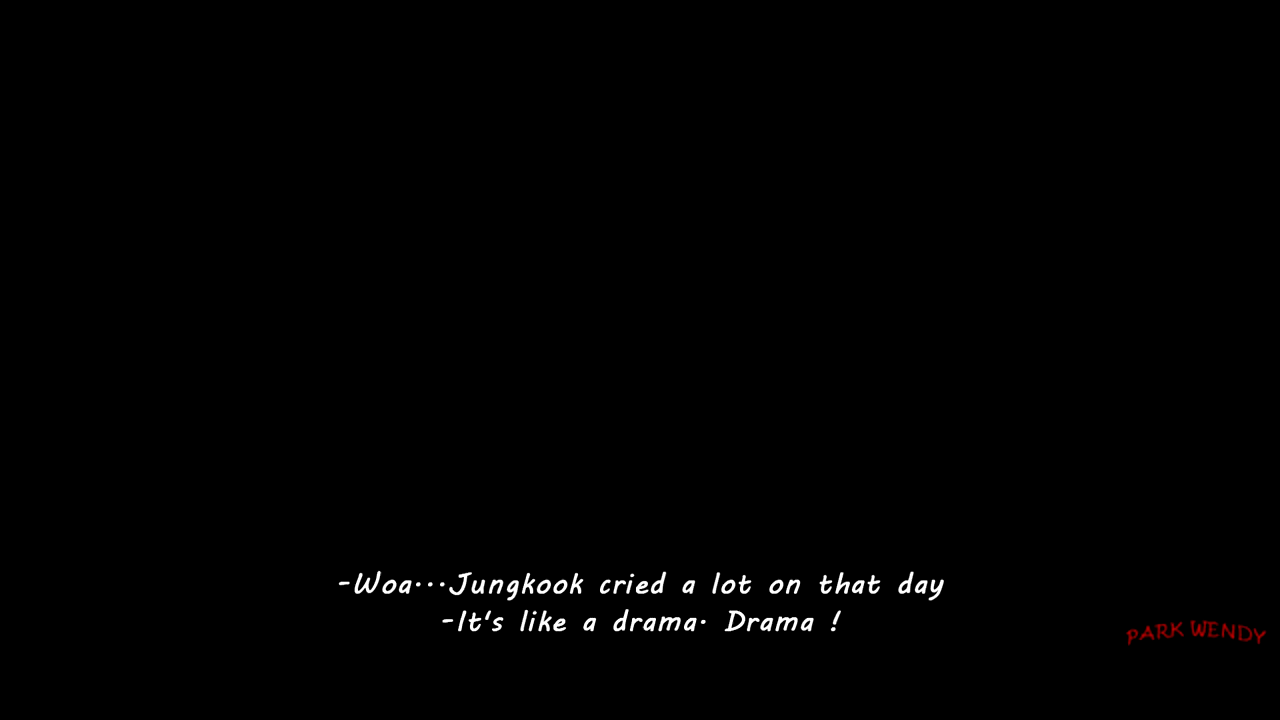 -Woa...Jungkook cried a lot on that day
-It's like a drama. Drama !
PARK WENDY